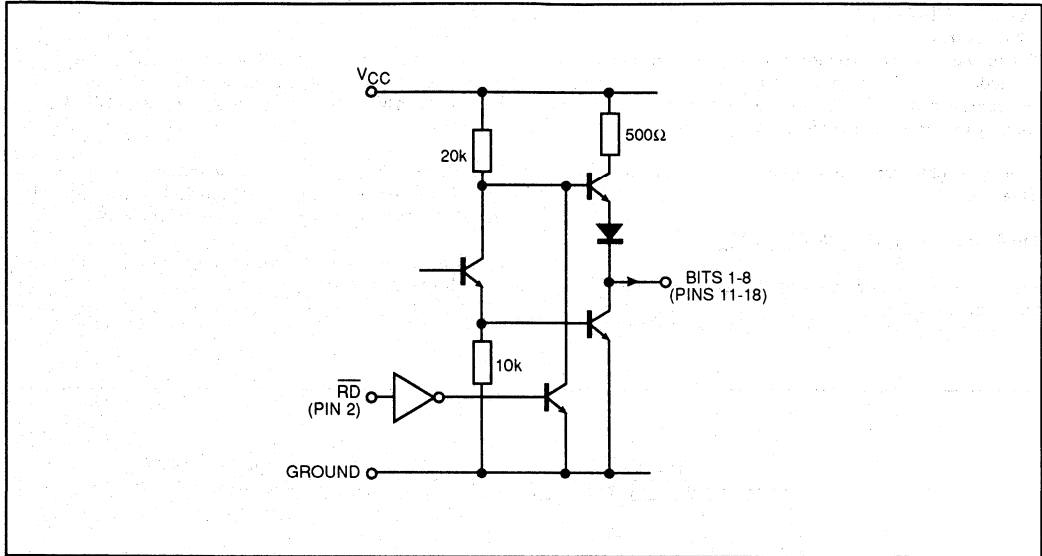 VCC
500Ω
20k
BITS 1-8
(PINS 11-18)
10k
RD
(PIN 2)
GROUND